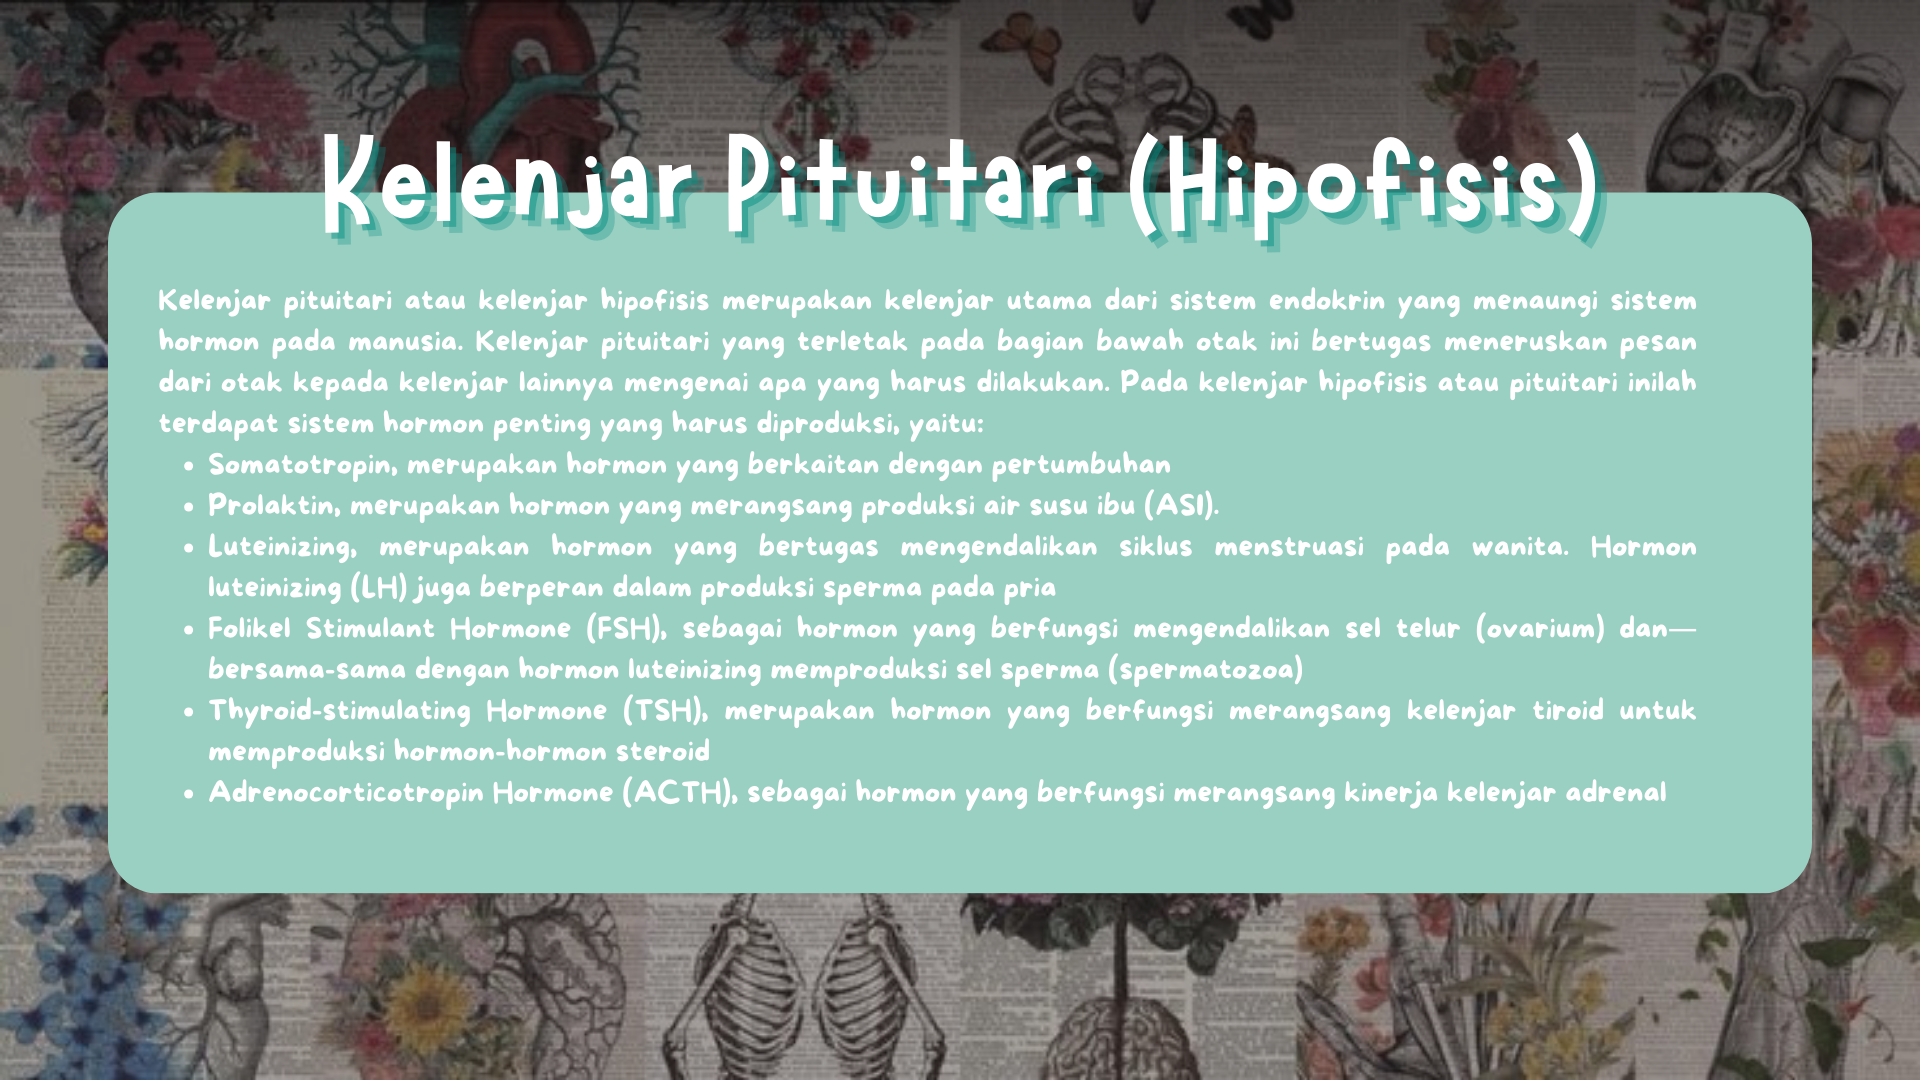 Kelenjar Pituitari (Hipofisis)
Kelenjar pituitari atau kelenjar hipofisis merupakan kelenjar utama dari sistem endokrin yang menaungi sistem
hormon pada manusia. Kelenjar pituitari yang terletak pada bagian bawah otak ini bertugas meneruskan pesan
dari otak kepada kelenjar lainnya mengenai apa yang harus dilakukan. Pada kelenjar hipofisis atau pituitari inilah
terdapat sistem hormon penting yang harus diproduksi, yaitu:
• Somatotropin, merupakan hormon yang berkaitan dengan pertumbuhan
• Prolaktin, merupakan hormon yang merangsang produksi air susu ibu (ASI).
• Luteinizing, merupakan hormon yang bertugas mengendalikan siklus menstruasi pada wanita. Hormon
luteinizing (LH) juga berperan dalam produksi sperma pada pria
• Folikel Stimulant Hormone (FSH), sebagai hormon yang berfungsi mengendalikan sel telur (ovarium) dan—
bersama-sama dengan hormon luteinizing memproduksi sel sperma (spermatozoa)
• Thyroid-stimulating Hormone (TSH), merupakan hormon yang berfungsi merangsang kelenjar tiroid untuk
memproduksi hormon-hormon steroid
• Adrenocorticotropin Hormone (ACTH), sebagai hormon yang berfungsi merangsang kinerja kelenjar adrenal